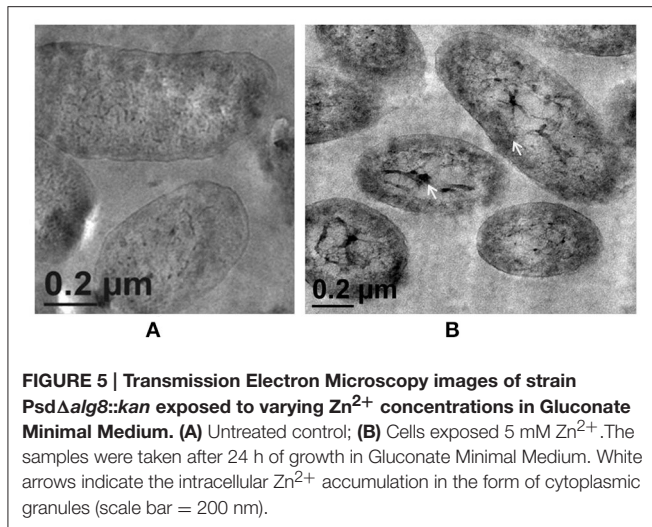 0.2 µm
0.2 µm
A
B
FIGURE 5 | Transmission Electron Microscopy images of strain
PsdΔalg8::kan exposed to varying Zn²⁺ concentrations in Gluconate
Minimal Medium. (A) Untreated control; (B) Cells exposed 5 mM Zn²⁺.The
samples were taken after 24 h of growth in Gluconate Minimal Medium. White
arrows indicate the intracellular Zn²⁺ accumulation in the form of cytoplasmic
granules (scale bar = 200 nm).